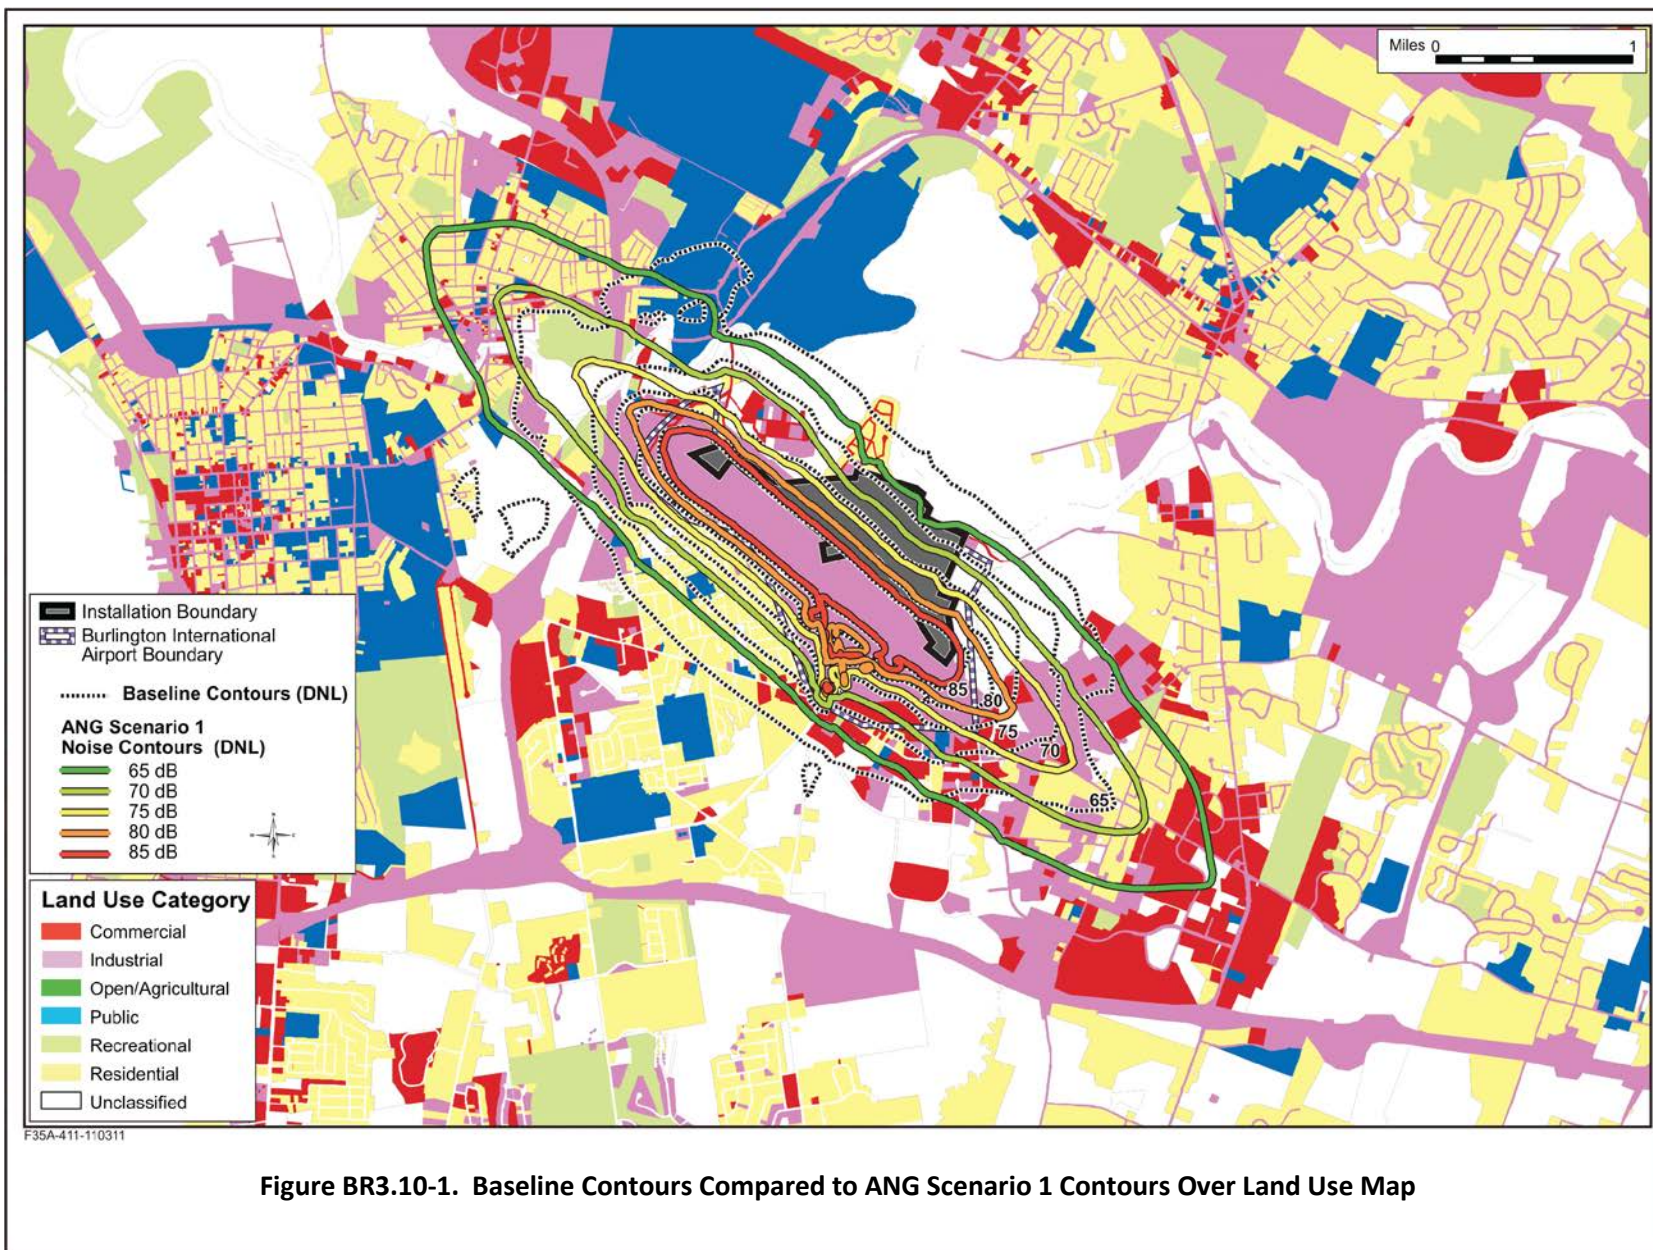 Miles 0 1
Installation Boundary
Burlington International
Airport Boundary
Baseline Contours (DNL)
ANG Scenario 1
Noise Contours (DNL)
65 dB
70 dB
75 dB
80 dB
85 dB
85
80
75
70
65
Land Use Category
Commercial
Industrial
Open/Agricultural
Public
Recreational
Residential
Unclassified
F35A-411-110311
Figure BR3.10-1. Baseline Contours Compared to ANG Scenario 1 Contours Over Land Use Map